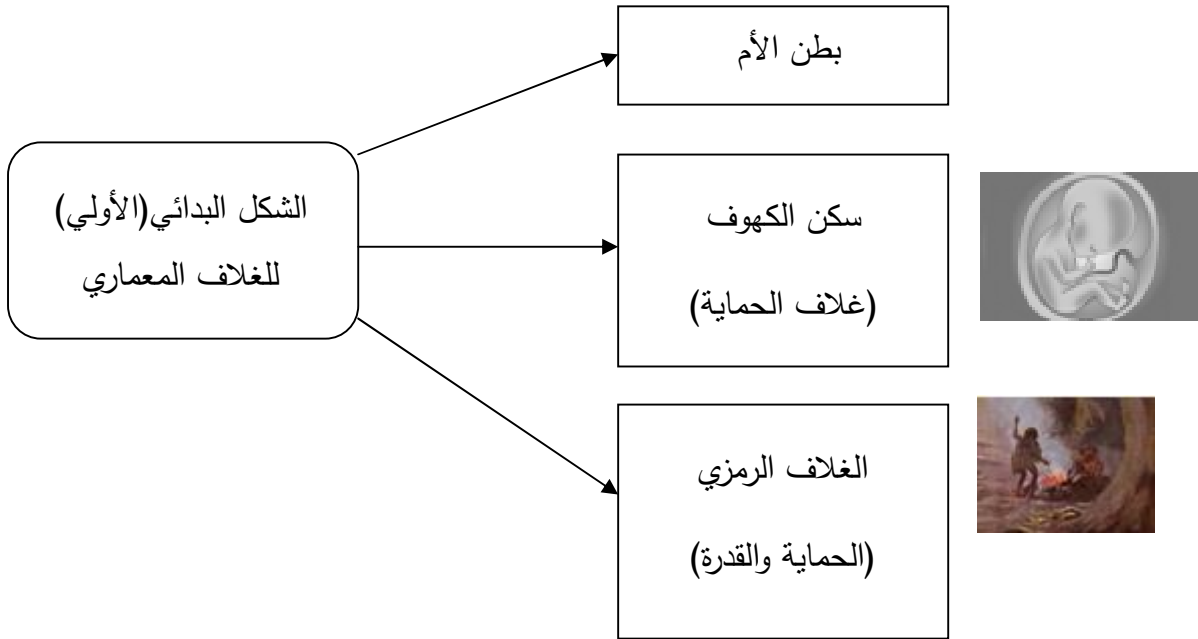 بطن الأم
الشكل البدائي(الأولي)
للغلاف المعماري
سكن الكهوف
(غلاف الحماية)
الغلاف الرمزي
(الحماية والقدرة)